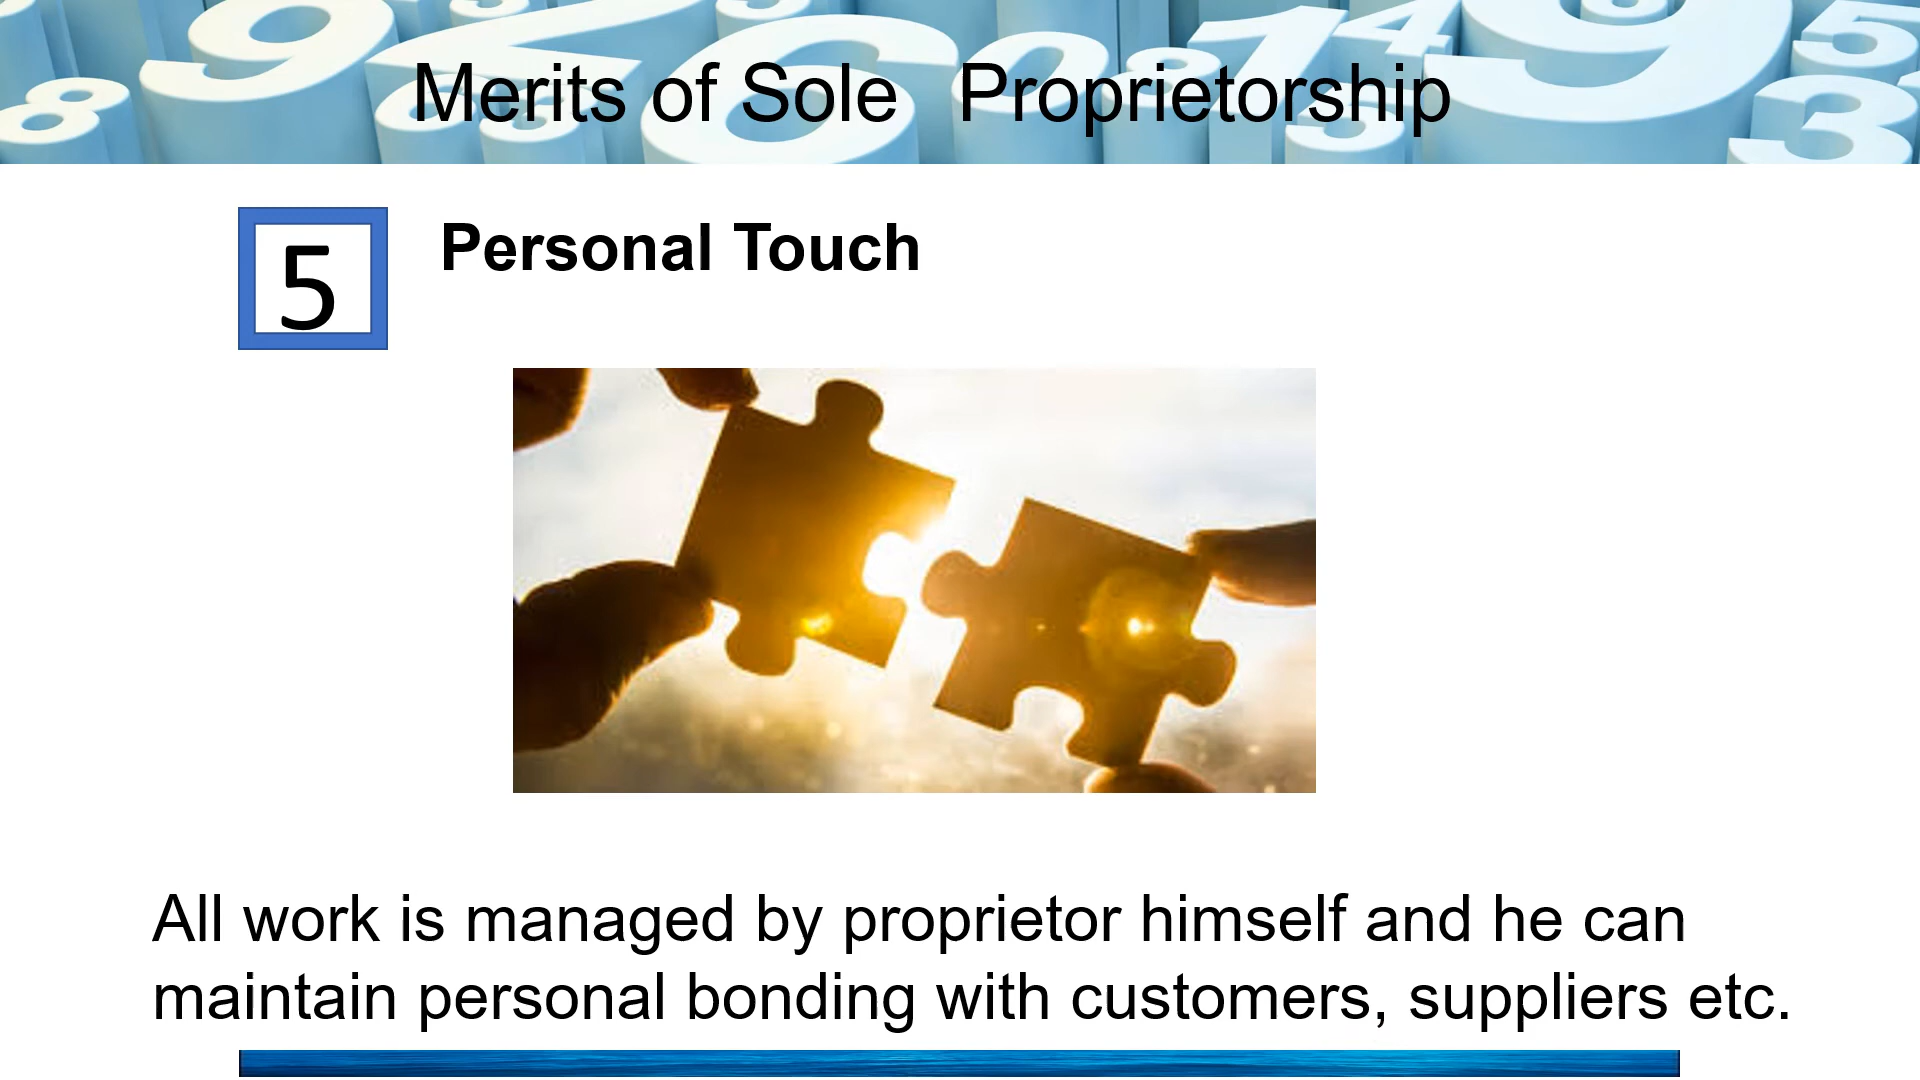 Merits of Sole Proprietorship
5
Personal Touch
All work is managed by proprietor himself and he can
maintain personal bonding with customers, suppliers etc.